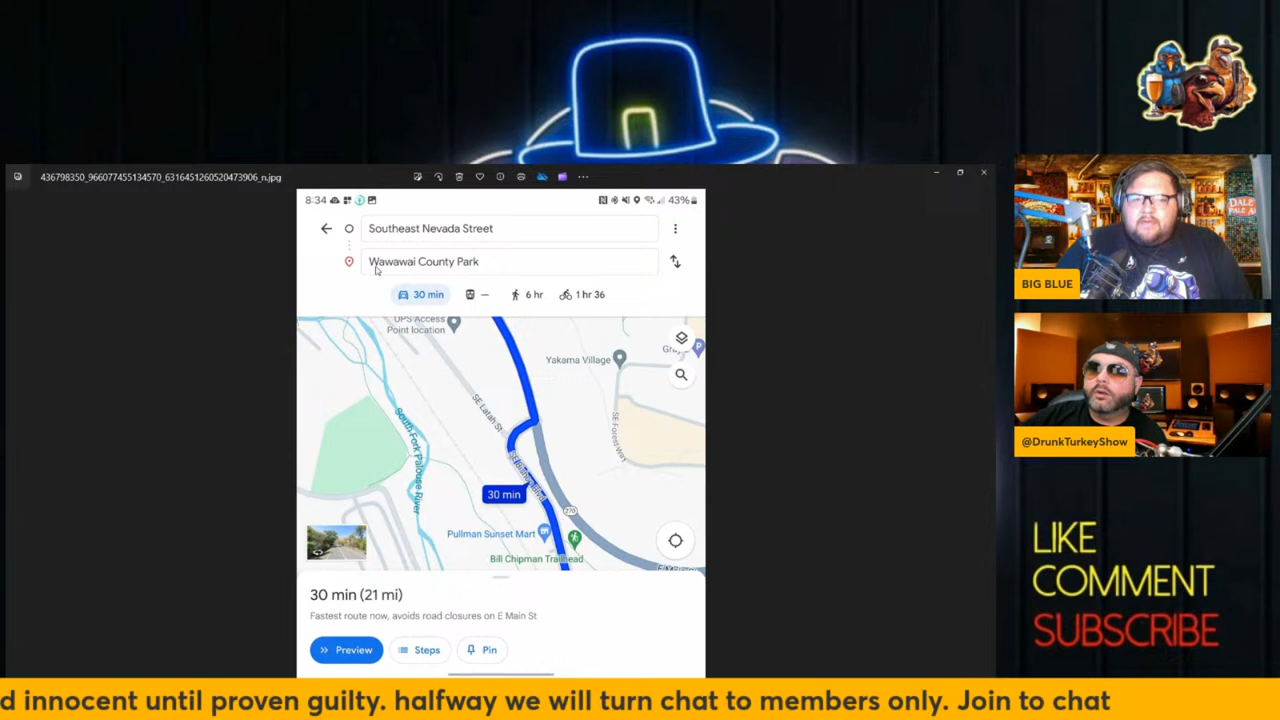 436798350_966077455134570_6316451260520473906_n.jpg
8:34
43%
Southeast Nevada Street
Wawawai County Park
30 min
—
6 hr
1 hr 36
UPS Access
Point location
Yakama Village
SE Latah St
SE Forest Way
South Fork Palouse River
30 min
270
Pullman Sunset Mart
Bill Chipman Trailhead
30 min (21 mi)
Fastest route now, avoids road closures on E Main St
Preview
Steps
Pin
BIG BLUE
@DrunkTurkeyShow
LIKE
COMMENT
SUBSCRIBE
d innocent until proven guilty. halfway we will turn chat to members only. Join to chat